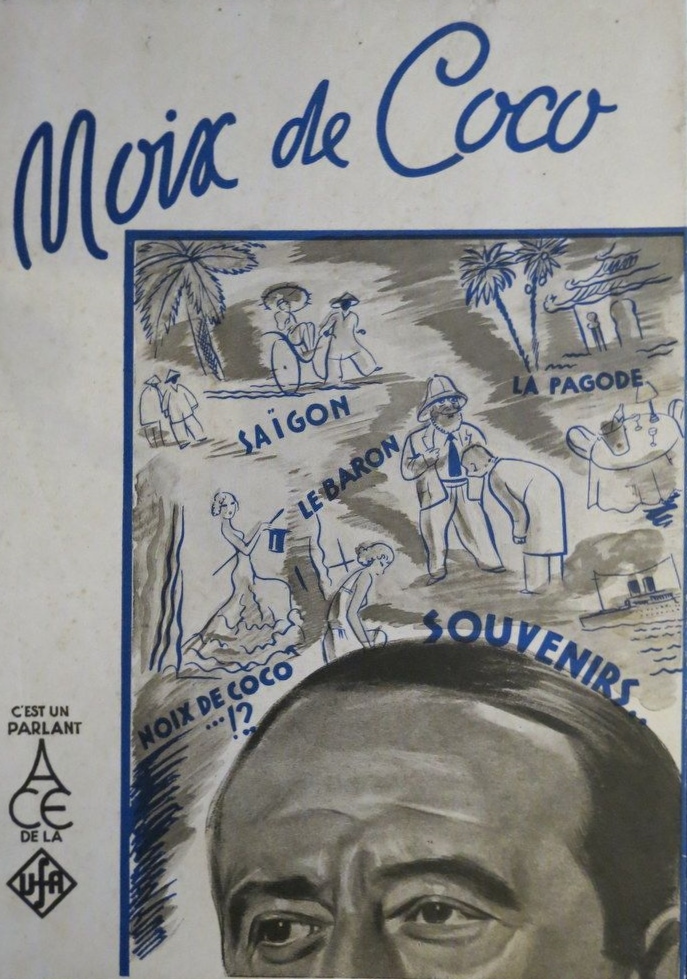 Noix de Coco
SAÏGON
LA PAGODE
LE BARON
SOUVENIRS...
NOIX DE COCO
...!?...
C'EST UN
PARLANT
ACE
DE LA
UFA